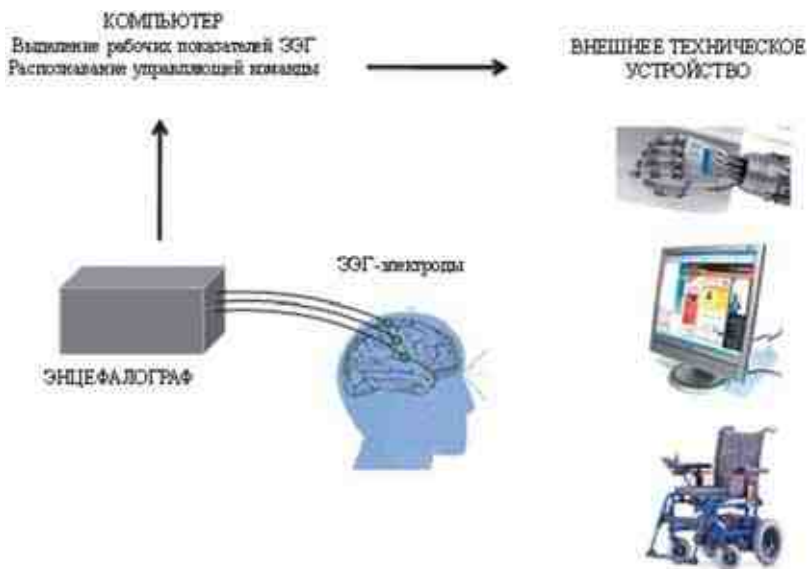 КОМПЬЮТЕР
Выделение рабочих показателей ЭЭГ
Распознавание управляющей команды
ВНЕШНЕЕ ТЕХНИЧЕСКОЕ
УСТРОЙСТВО
ЭЭГ-электроды
ЭНЦЕФАЛОГРАФ